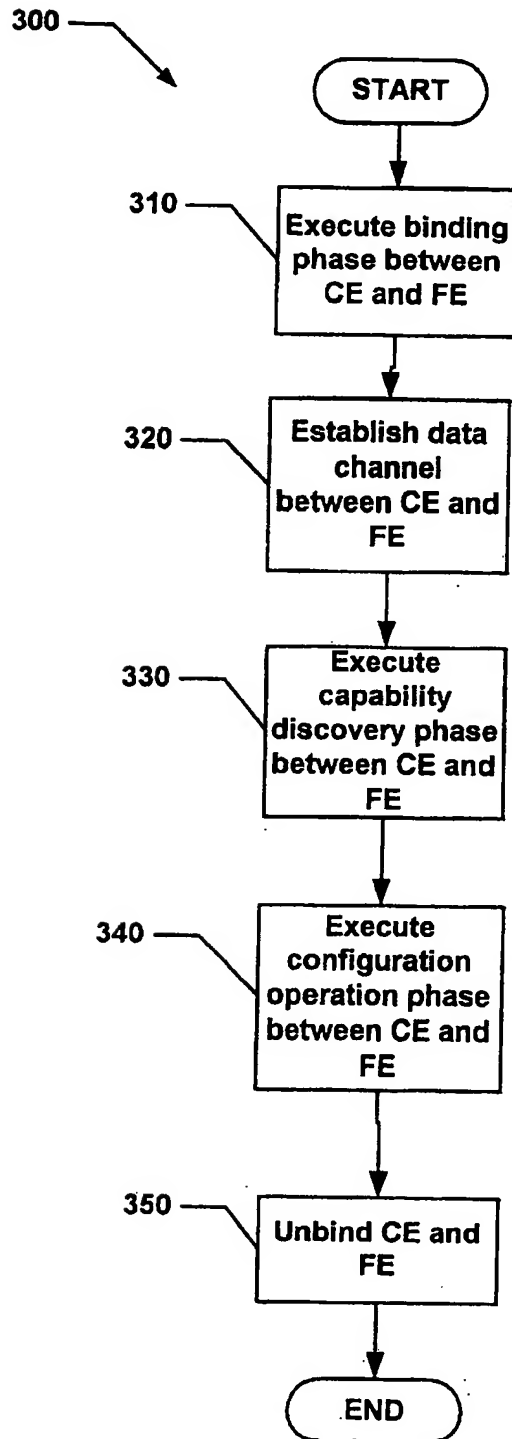 300
START
310
Execute binding
phase between
CE and FE
320
Establish data
channel
between CE and
FE
330
Execute
capability
discovery phase
between CE and
FE
340
Execute
configuration
operation phase
between CE and
FE
350
Unbind CE and
FE
END